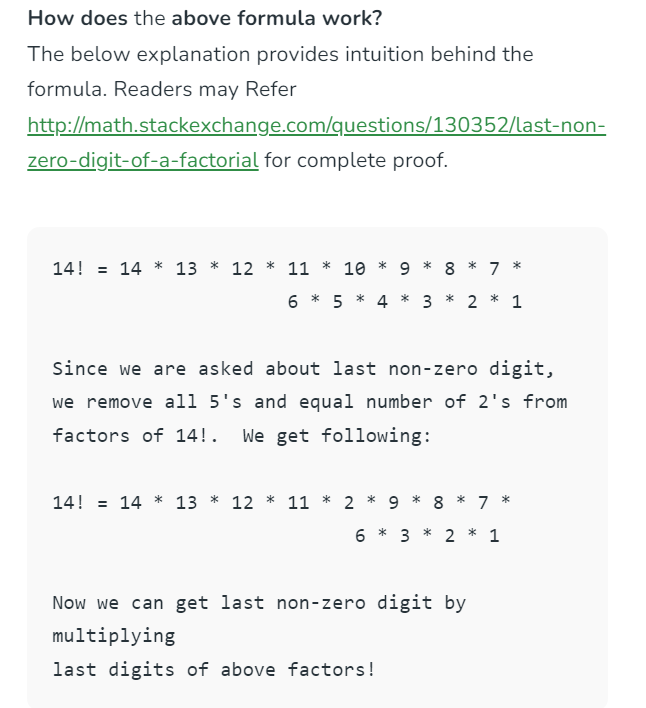 How does the above formula work?
The below explanation provides intuition behind the
formula. Readers may Refer
http://math.stackexchange.com/questions/130352/last-non-
zero-digit-of-a-factorial for complete proof.
14! = 14 * 13 * 12 * 11 * 10 * 9 * 8 * 7 *
6 * 5 * 4 * 3 * 2 * 1
Since we are asked about last non-zero digit,
we remove all 5's and equal number of 2's from
factors of 14!.  We get following:
14! = 14 * 13 * 12 * 11 * 2 * 9 * 8 * 7 *
6 * 3 * 2 * 1
Now we can get last non-zero digit by
multiplying
last digits of above factors!